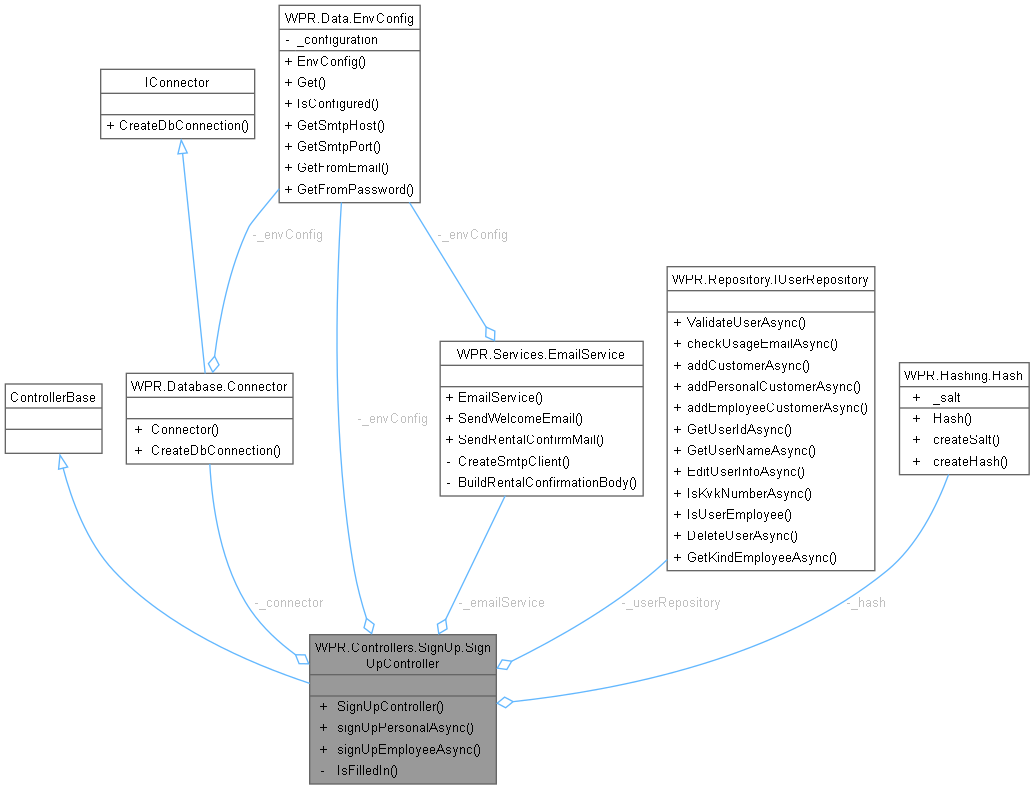 WPR.Data.EnvConfig
- _configuration
+ EnvConfig()
+ Get()
+ IsConfigured()
+ GetSmtpHost()
+ GetSmtpPort()
+ GetFromEmail()
+ GetFromPassword()
IConnector
+ CreateDbConnection()
-_envConfig
-_envConfig
WPR.Repository.IUserRepository
+ ValidateUserAsync()
+ checkUsageEmailAsync()
+ addCustomerAsync()
+ addPersonalCustomerAsync()
+ addEmployeeCustomerAsync()
+ GetUserIdAsync()
+ GetUserNameAsync()
+ EditUserInfoAsync()
+ IsKvkNumberAsync()
+ IsUserEmployee()
+ DeleteUserAsync()
+ GetKindEmployeeAsync()
WPR.Services.EmailService
+ EmailService()
+ SendWelcomeEmail()
+ SendRentalConfirmMail()
- CreateSmtpClient()
- BuildRentalConfirmationBody()
WPR.Hashing.Hash
+ _salt
+ Hash()
+ createSalt()
+ createHash()
WPR.Database.Connector
+ Connector()
+ CreateDbConnection()
ControllerBase
-_envConfig
-_connector
-_emailService
-_userRepository
-_hash
WPR.Controllers.SignUp.Sign
UpController
+ SignUpController()
+ signUpPersonalAsync()
+ signUpEmployeeAsync()
- IsFilledIn()